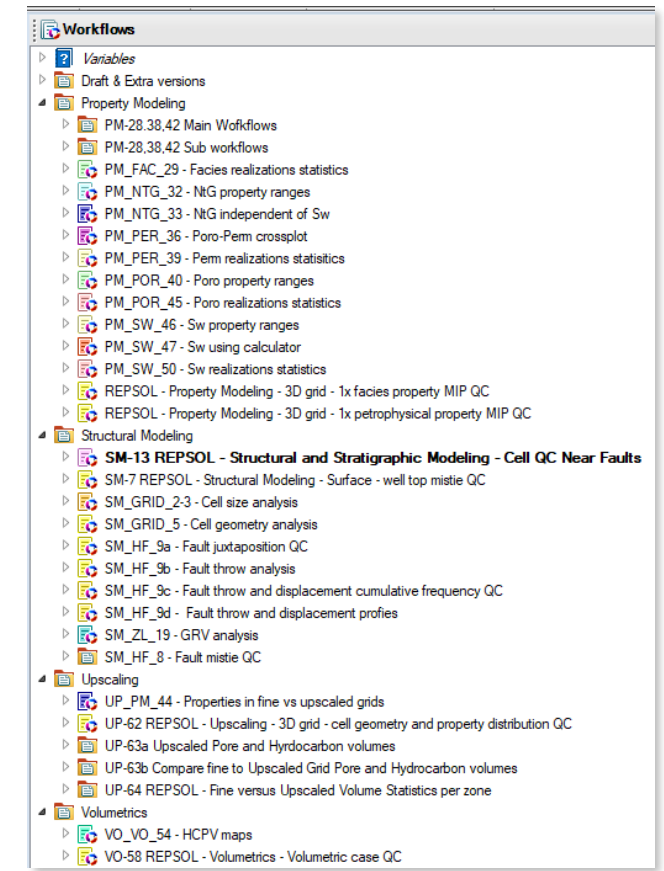 Workflows
Variables
Draft & Extra versions
Property Modeling
PM-28.38,42 Main Wofkflows
PM-28,38,42 Sub workflows
PM_FAC_29 - Facies realizations statistics
PM_NTG_32 - NtG property ranges
PM_NTG_33 - NtG independent of Sw
PM_PER_36 - Poro-Perm crossplot
PM_PER_39 - Perm realizations statisitics
PM_POR_40 - Poro property ranges
PM_POR_45 - Poro realizations statistics
PM_SW_46 - Sw property ranges
PM_SW_47 - Sw using calculator
PM_SW_50 - Sw realizations statistics
REPSOL - Property Modeling - 3D grid - 1x facies property MIP QC
REPSOL - Property Modeling - 3D grid - 1x petrophysical property MIP QC
Structural Modeling
SM-13 REPSOL - Structural and Stratigraphic Modeling - Cell QC Near Faults
SM-7 REPSOL - Structural Modeling - Surface - well top mistie QC
SM_GRID_2-3 - Cell size analysis
SM_GRID_5 - Cell geometry analysis
SM_HF_9a - Fault juxtaposition QC
SM_HF_9b - Fault throw analysis
SM_HF_9c - Fault throw and displacement cumulative frequency QC
SM_HF_9d - Fault throw and displacement profies
SM_ZL_19 - GRV analysis
SM_HF_8 - Fault mistie QC
Upscaling
UP_PM_44 - Properties in fine vs upscaled grids
UP-62 REPSOL - Upscaling - 3D grid - cell geometry and property distribution QC
UP-63a Upscaled Pore and Hyrdocarbon volumes
UP-63b Compare fine to Upscaled Grid Pore and Hydrocarbon volumes
UP-64 REPSOL - Fine versus Upscaled Volume Statistics per zone
Volumetrics
VO_VO_54 - HCPV maps
VO-58 REPSOL - Volumetrics - Volumetric case QC